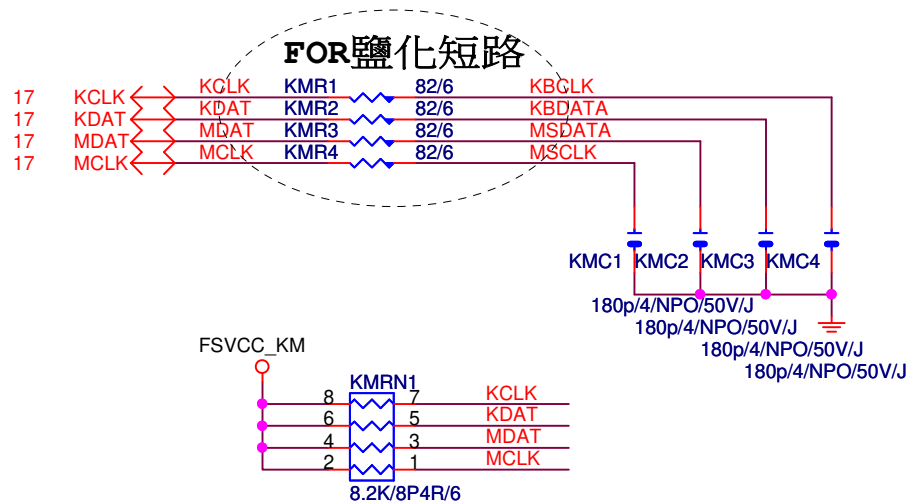 FOR鹽化短路
17 KCLK KCLK KMR1 82/6 KBCLK
17 KDAT KDAT KMR2 82/6 KBDATA
17 MDAT MDAT KMR3 82/6 MSDATA
17 MCLK MCLK KMR4 82/6 MSCLK
KMC1 KMC2 KMC3 KMC4
180p/4/NPO/50V/J
180p/4/NPO/50V/J
180p/4/NPO/50V/J
180p/4/NPO/50V/J
FSVCC_KM
KMRN1
8 7 KCLK
6 5 KDAT
4 3 MDAT
2 1 MCLK
8.2K/8P4R/6